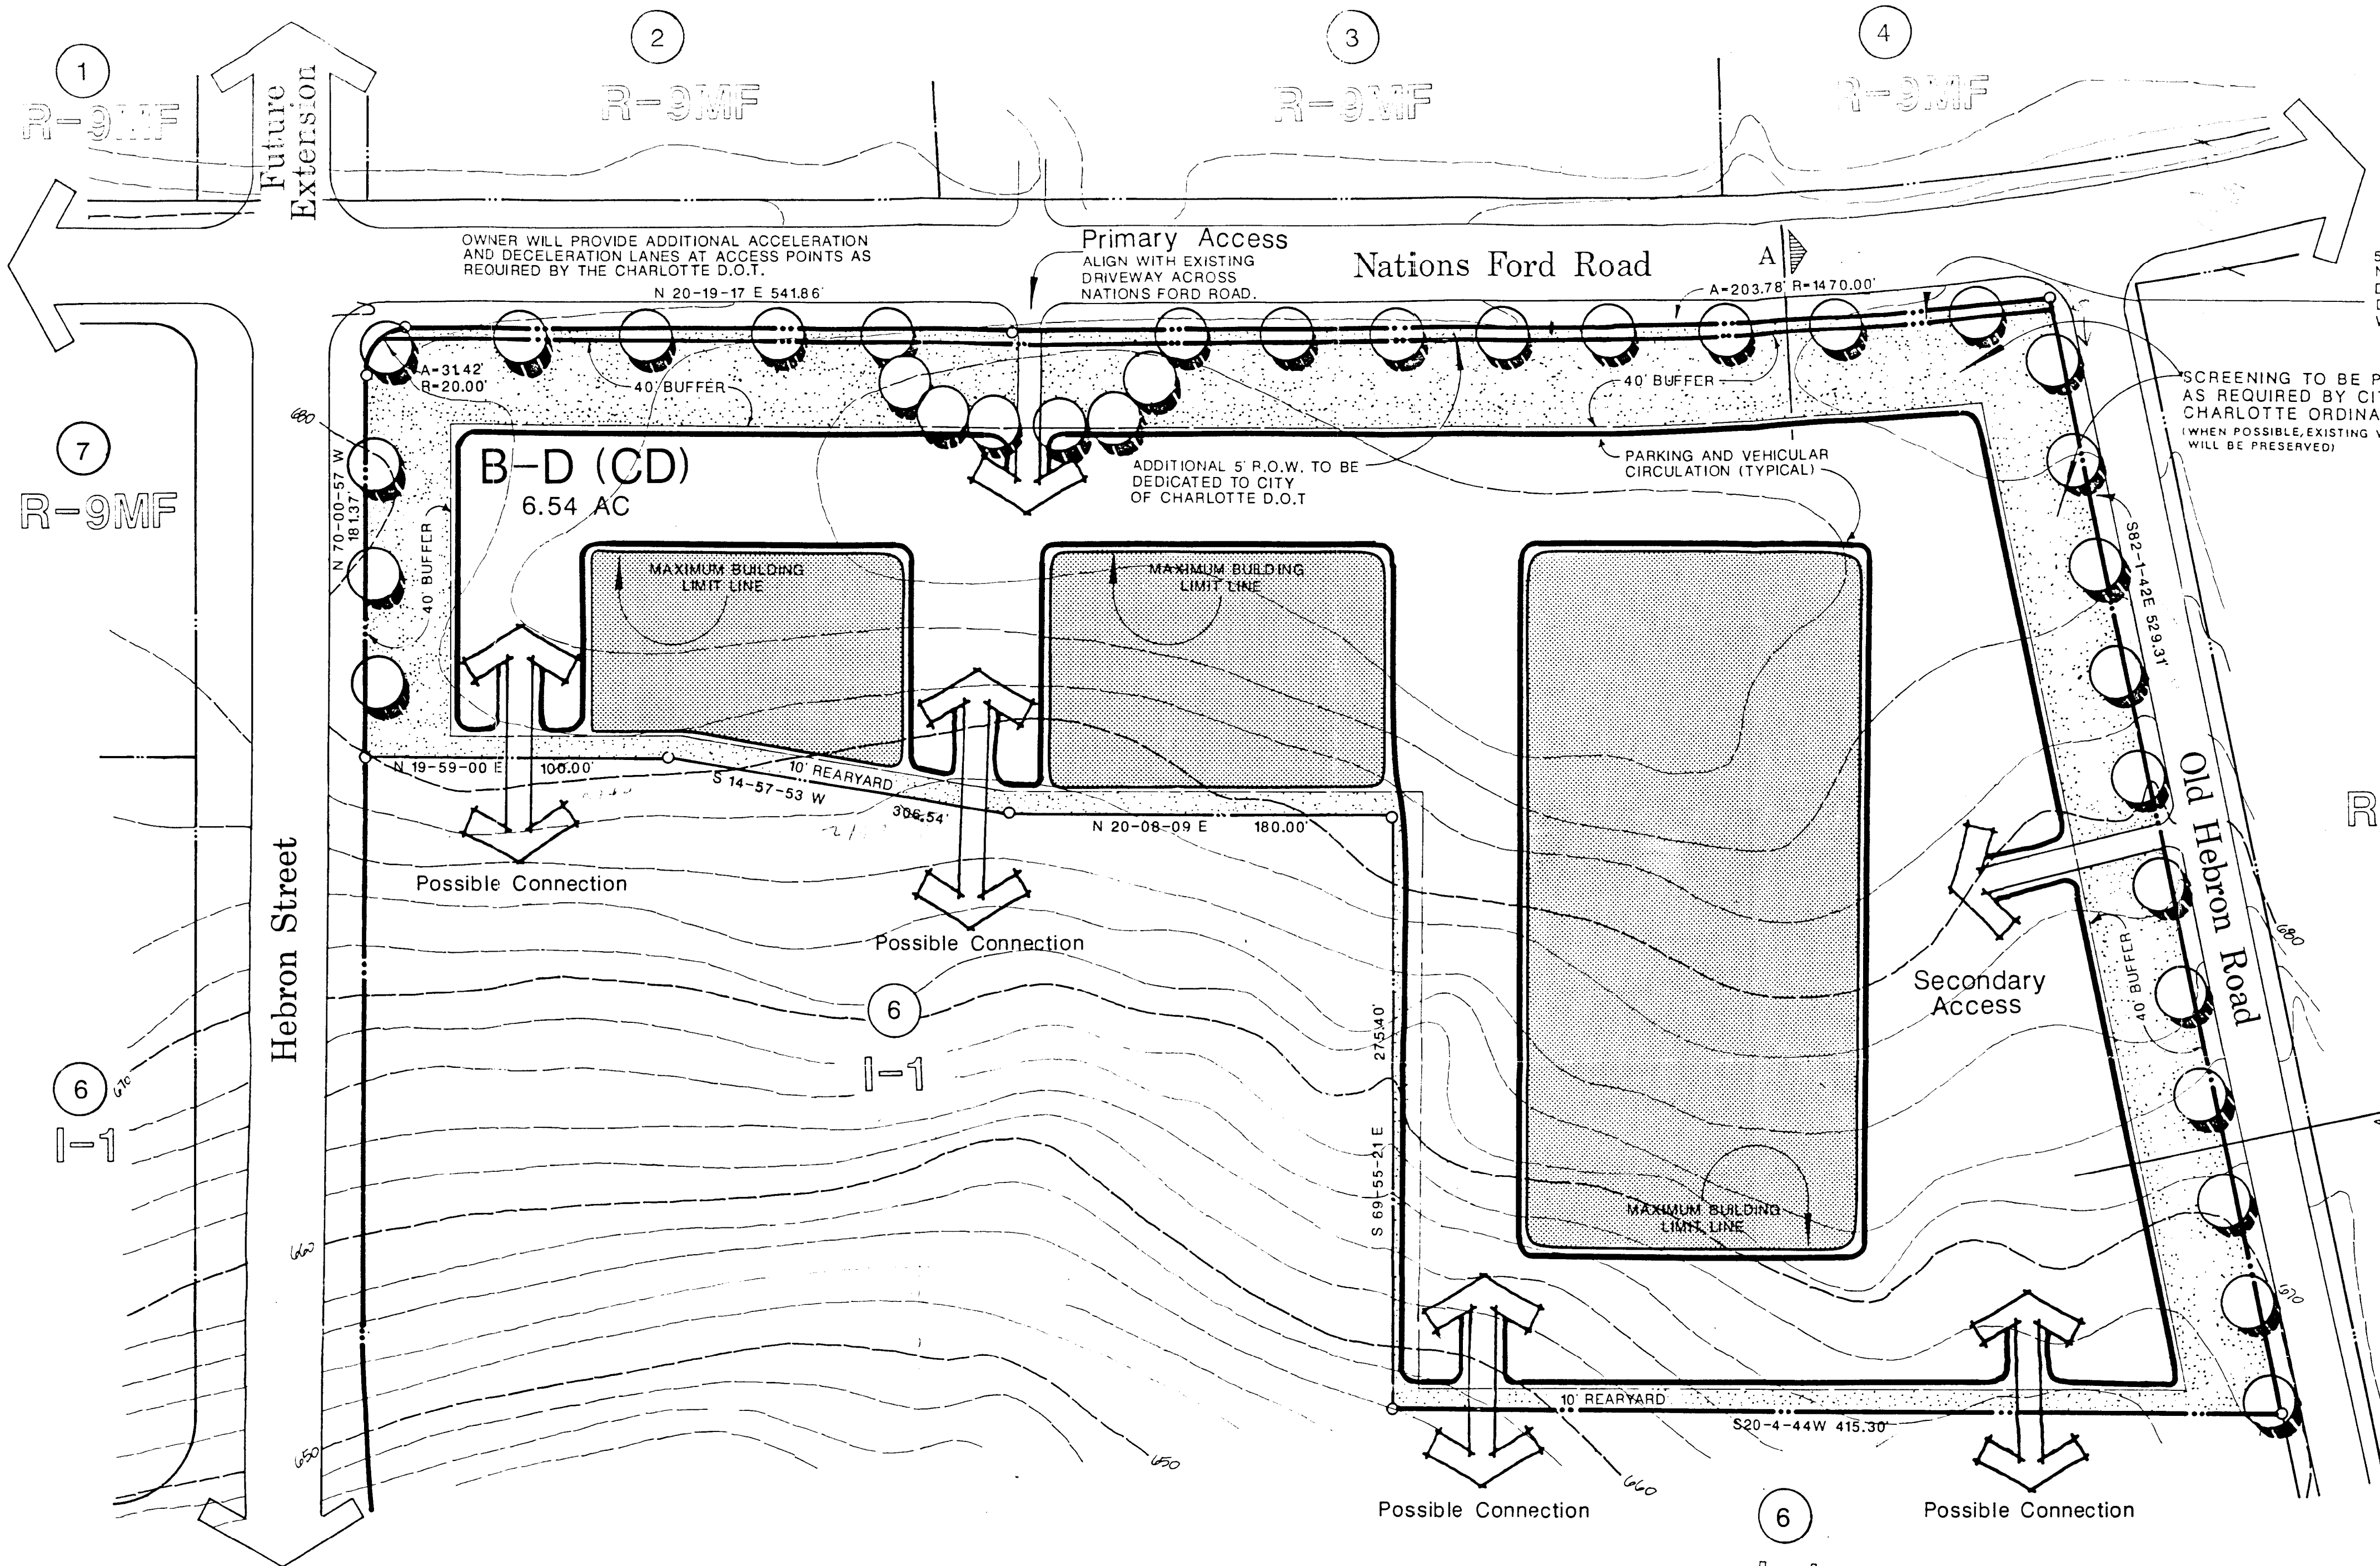 1
R-9MF
Future
Extension
2
R-9MF
3
R-9MF
4
R-9MF
OWNER WILL PROVIDE ADDITIONAL ACCELERATION
AND DECELERATION LANES AT ACCESS POINTS AS
REQUIRED BY THE CHARLOTTE D.O.T.
N 20-19-17 E 541.86'
Primary Access
ALIGN WITH EXISTING
DRIVEWAY ACROSS
NATIONS FORD ROAD.
Nations Ford Road
A
A=203.78' R=1470.00'
A=31.42'
R=20.00'
40' BUFFER
40' BUFFER
SCREENING TO BE P
AS REQUIRED BY CI
CHARLOTTE ORDINA
(WHEN POSSIBLE, EXISTING V
WILL BE PRESERVED)
680
7
R-9MF
N 70-00-57 W
181.37'
40' BUFFER
B-D (CD)
6.54 AC
ADDITIONAL 5' R.O.W. TO BE
DEDICATED TO CITY
OF CHARLOTTE D.O.T
PARKING AND VEHICULAR
CIRCULATION (TYPICAL)
S82-1-42E 529.31'
MAXIMUM BUILDING
LIMIT LINE
MAXIMUM BUILDING
LIMIT LINE
N 19-59-00 E 100.00'
S 14-57-53 W
306.54'
10' REARYARD
N 20-08-09 E 180.00'
Possible Connection
Possible Connection
Hebron Street
Old Hebron Road
R
680
Secondary
Access
40' BUFFER
6
I-1
275.40'
S 69-55-21 E
6
I-1
670
MAXIMUM BUILDING
LIMIT LINE
660
670
10' REARYARD
S20-4-44W 415.30'
650
650
660
Possible Connection
Possible Connection
6